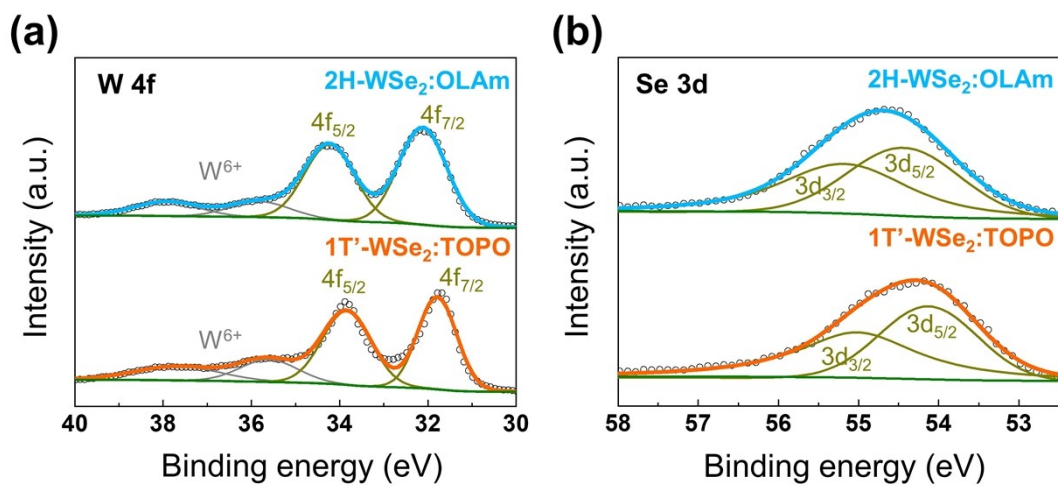 (a)
W 4f
2H-WSe₂:OLAm
4f₅/₂
4f₇/₂
W⁶⁺
1T’-WSe₂:TOPO
4f₅/₂
4f₇/₂
W⁶⁺
Intensity (a.u.)
40 38 36 34 32 30
Binding energy (eV)
(b)
Se 3d
2H-WSe₂:OLAm
3d₃/₂
3d₅/₂
1T’-WSe₂:TOPO
3d₃/₂
3d₅/₂
Intensity (a.u.)
58 57 56 55 54 53
Binding energy (eV)